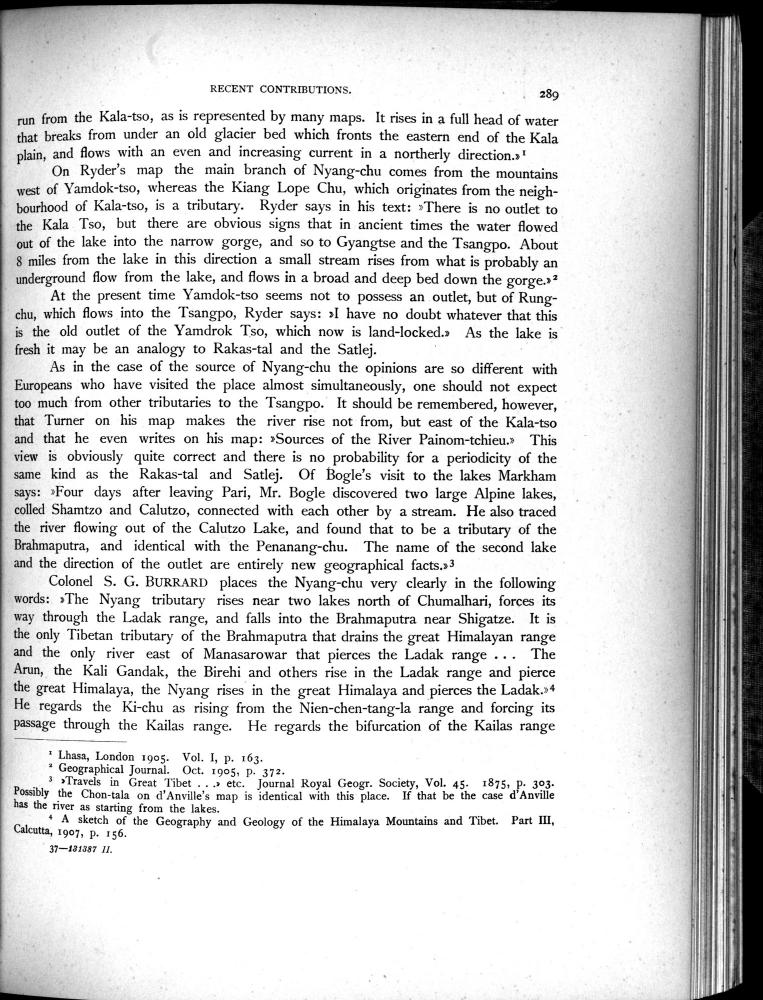 RECENT CONTRIBUTIONS.
289
run from the Kala-tso, as is represented by many maps. It rises in a full head of water
that breaks from under an old glacier bed which fronts the eastern end of the Kala
plain, and flows with an even and increasing current in a northerly direction.»¹
On Ryder's map the main branch of Nyang-chu comes from the mountains
west of Yamdok-tso, whereas the Kiang Lope Chu, which originates from the neigh-
bourhood of Kala-tso, is a tributary. Ryder says in his text: »There is no outlet to
the Kala Tso, but there are obvious signs that in ancient times the water flowed
out of the lake into the narrow gorge, and so to Gyangtse and the Tsangpo. About
8 miles from the lake in this direction a small stream rises from what is probably an
underground flow from the lake, and flows in a broad and deep bed down the gorge.»²
At the present time Yamdok-tso seems not to possess an outlet, but of Rung-
chu, which flows into the Tsangpo, Ryder says: »I have no doubt whatever that this
is the old outlet of the Yamdrok Tso, which now is land-locked.» As the lake is
fresh it may be an analogy to Rakas-tal and the Satlej.
As in the case of the source of Nyang-chu the opinions are so different with
Europeans who have visited the place almost simultaneously, one should not expect
too much from other tributaries to the Tsangpo. It should be remembered, however,
that Turner on his map makes the river rise not from, but east of the Kala-tso
and that he even writes on his map: »Sources of the River Painom-tchieu.» This
view is obviously quite correct and there is no probability for a periodicity of the
same kind as the Rakas-tal and Satlej. Of Bogle's visit to the lakes Markham
says: »Four days after leaving Pari, Mr. Bogle discovered two large Alpine lakes,
colled Shamtzo and Calutzo, connected with each other by a stream. He also traced
the river flowing out of the Calutzo Lake, and found that to be a tributary of the
Brahmaputra, and identical with the Penanang-chu. The name of the second lake
and the direction of the outlet are entirely new geographical facts.»³
Colonel S. G. BURRARD places the Nyang-chu very clearly in the following
words: »The Nyang tributary rises near two lakes north of Chumalhari, forces its
way through the Ladak range, and falls into the Brahmaputra near Shigatze. It is
the only Tibetan tributary of the Brahmaputra that drains the great Himalayan range
and the only river east of Manasarowar that pierces the Ladak range ... The
Arun, the Kali Gandak, the Birehi and others rise in the Ladak range and pierce
the great Himalaya, the Nyang rises in the great Himalaya and pierces the Ladak.»⁴
He regards the Ki-chu as rising from the Nien-chen-tang-la range and forcing its
passage through the Kailas range. He regards the bifurcation of the Kailas range
¹ Lhasa, London 1905. Vol. I, p. 163.
² Geographical Journal. Oct. 1905, p. 372.
³ »Travels in Great Tibet . . .» etc. Journal Royal Geogr. Society, Vol. 45. 1875, p. 303.
Possibly the Chon-tala on d'Anville's map is identical with this place. If that be the case d'Anville
has the river as starting from the lakes.
⁴ A sketch of the Geography and Geology of the Himalaya Mountains and Tibet. Part III,
Calcutta, 1907, p. 156.
37—131387 II.